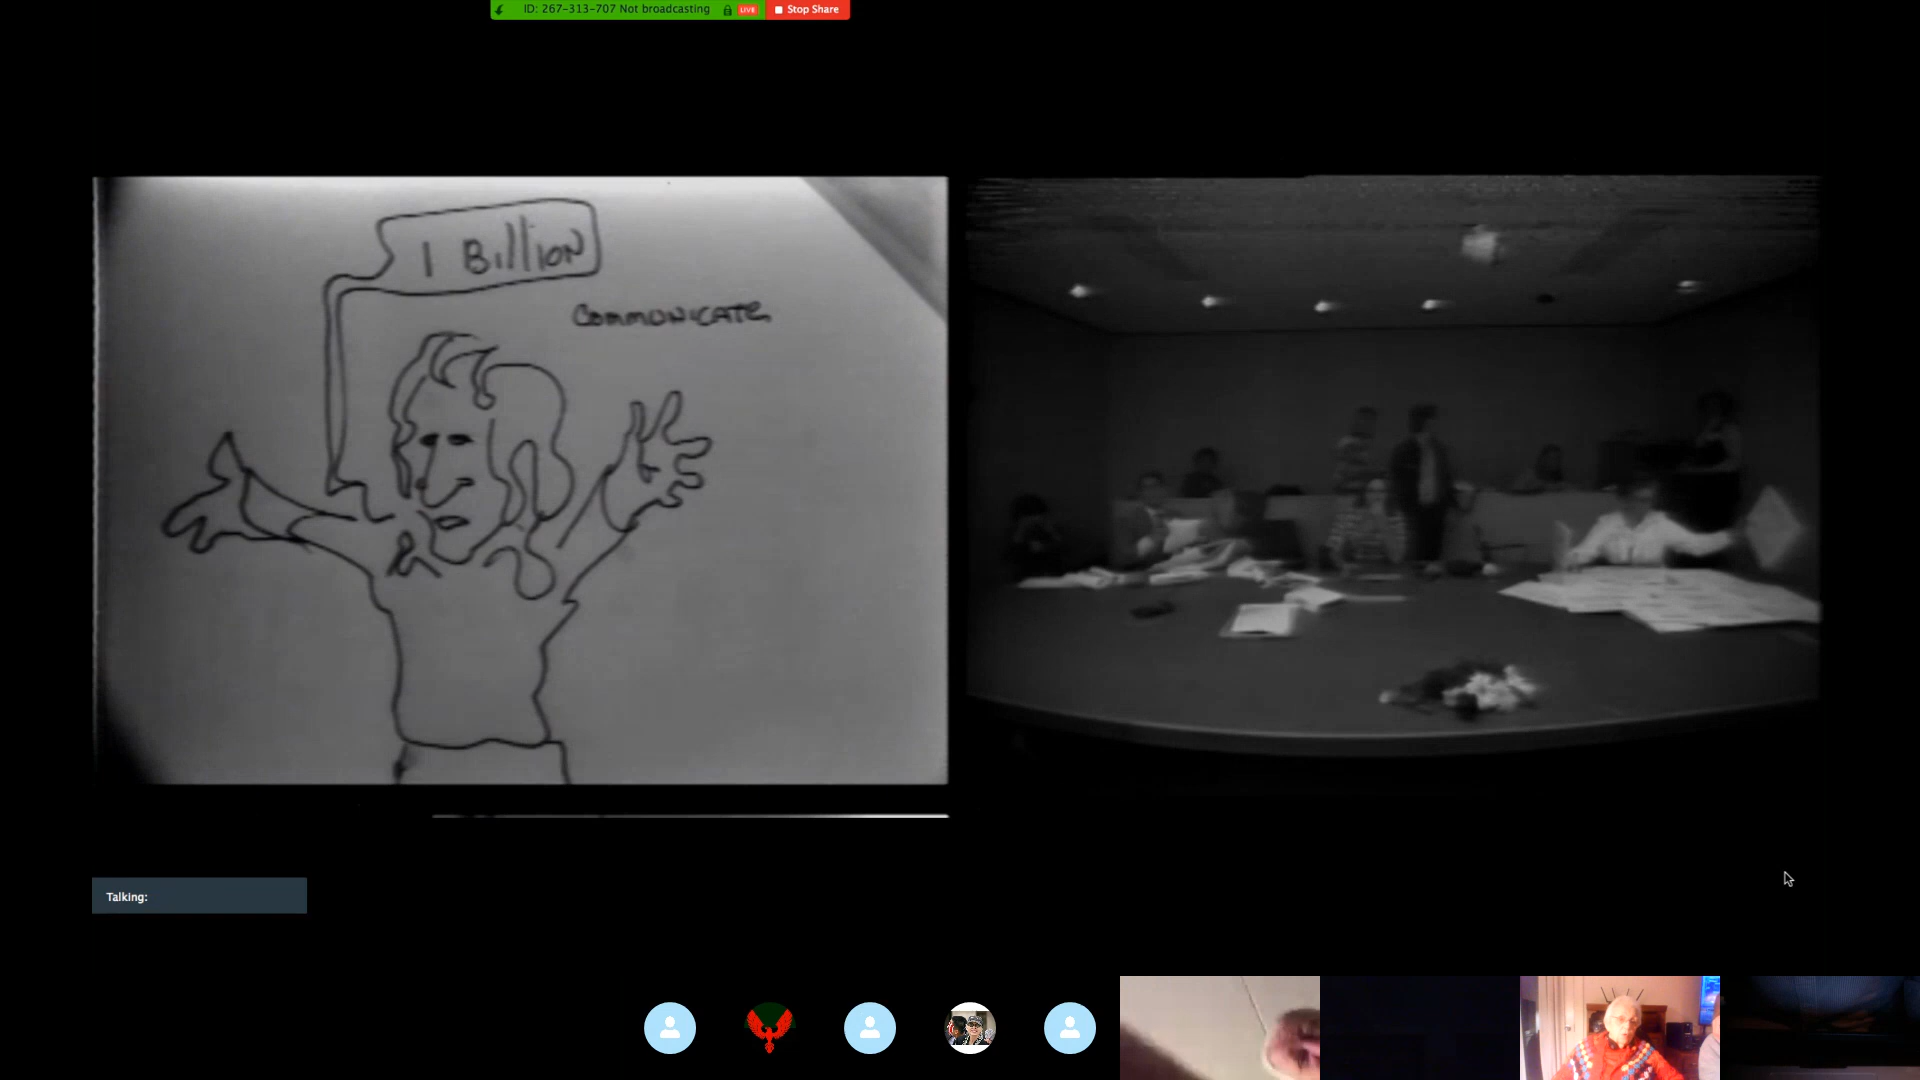 ID: 267-313-707 Not broadcasting LIVE Stop Share
1 Billion
COMMUNICATE
Talking: